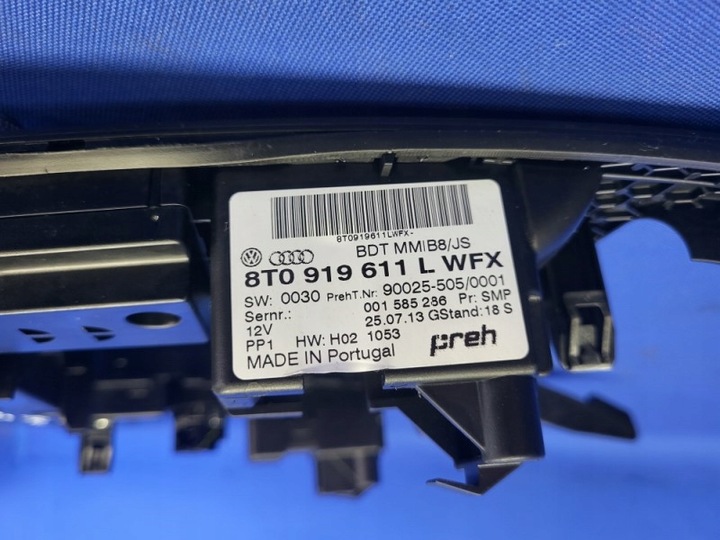 8T0919611LWFX-
BDT MMIB8/JS
8T0 919 611 L WFX
SW: 0030 PrehT.Nr: 90025-505/0001
Sernr.: 001 585 286 Pr: SMP
12V 25.07.13 GStand: 18 S
PP1 HW: H02 1053
MADE IN Portugal preh